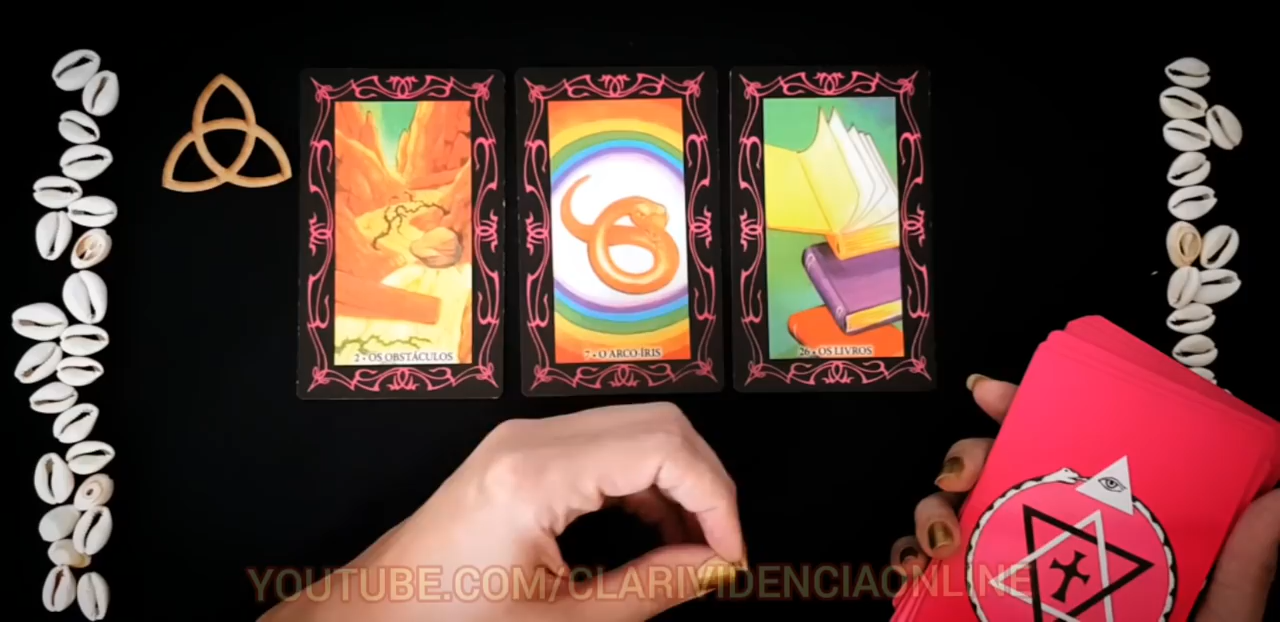 2 - OS OBSTÁCULOS
7 - O ARCO-ÍRIS
26 - OS LIVROS
YOUTUBE.COM/CLARIVIDENCIAONLINE